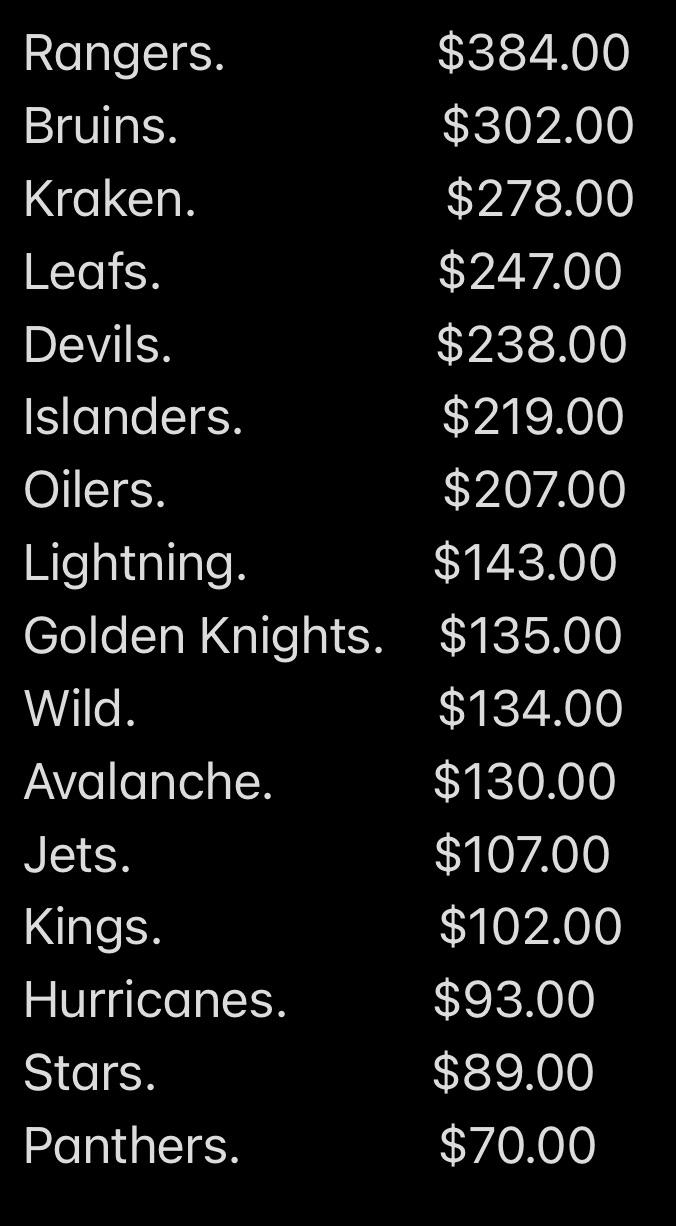 Rangers. $384.00
Bruins. $302.00
Kraken. $278.00
Leafs. $247.00
Devils. $238.00
Islanders. $219.00
Oilers. $207.00
Lightning. $143.00
Golden Knights. $135.00
Wild. $134.00
Avalanche. $130.00
Jets. $107.00
Kings. $102.00
Hurricanes. $93.00
Stars. $89.00
Panthers. $70.00